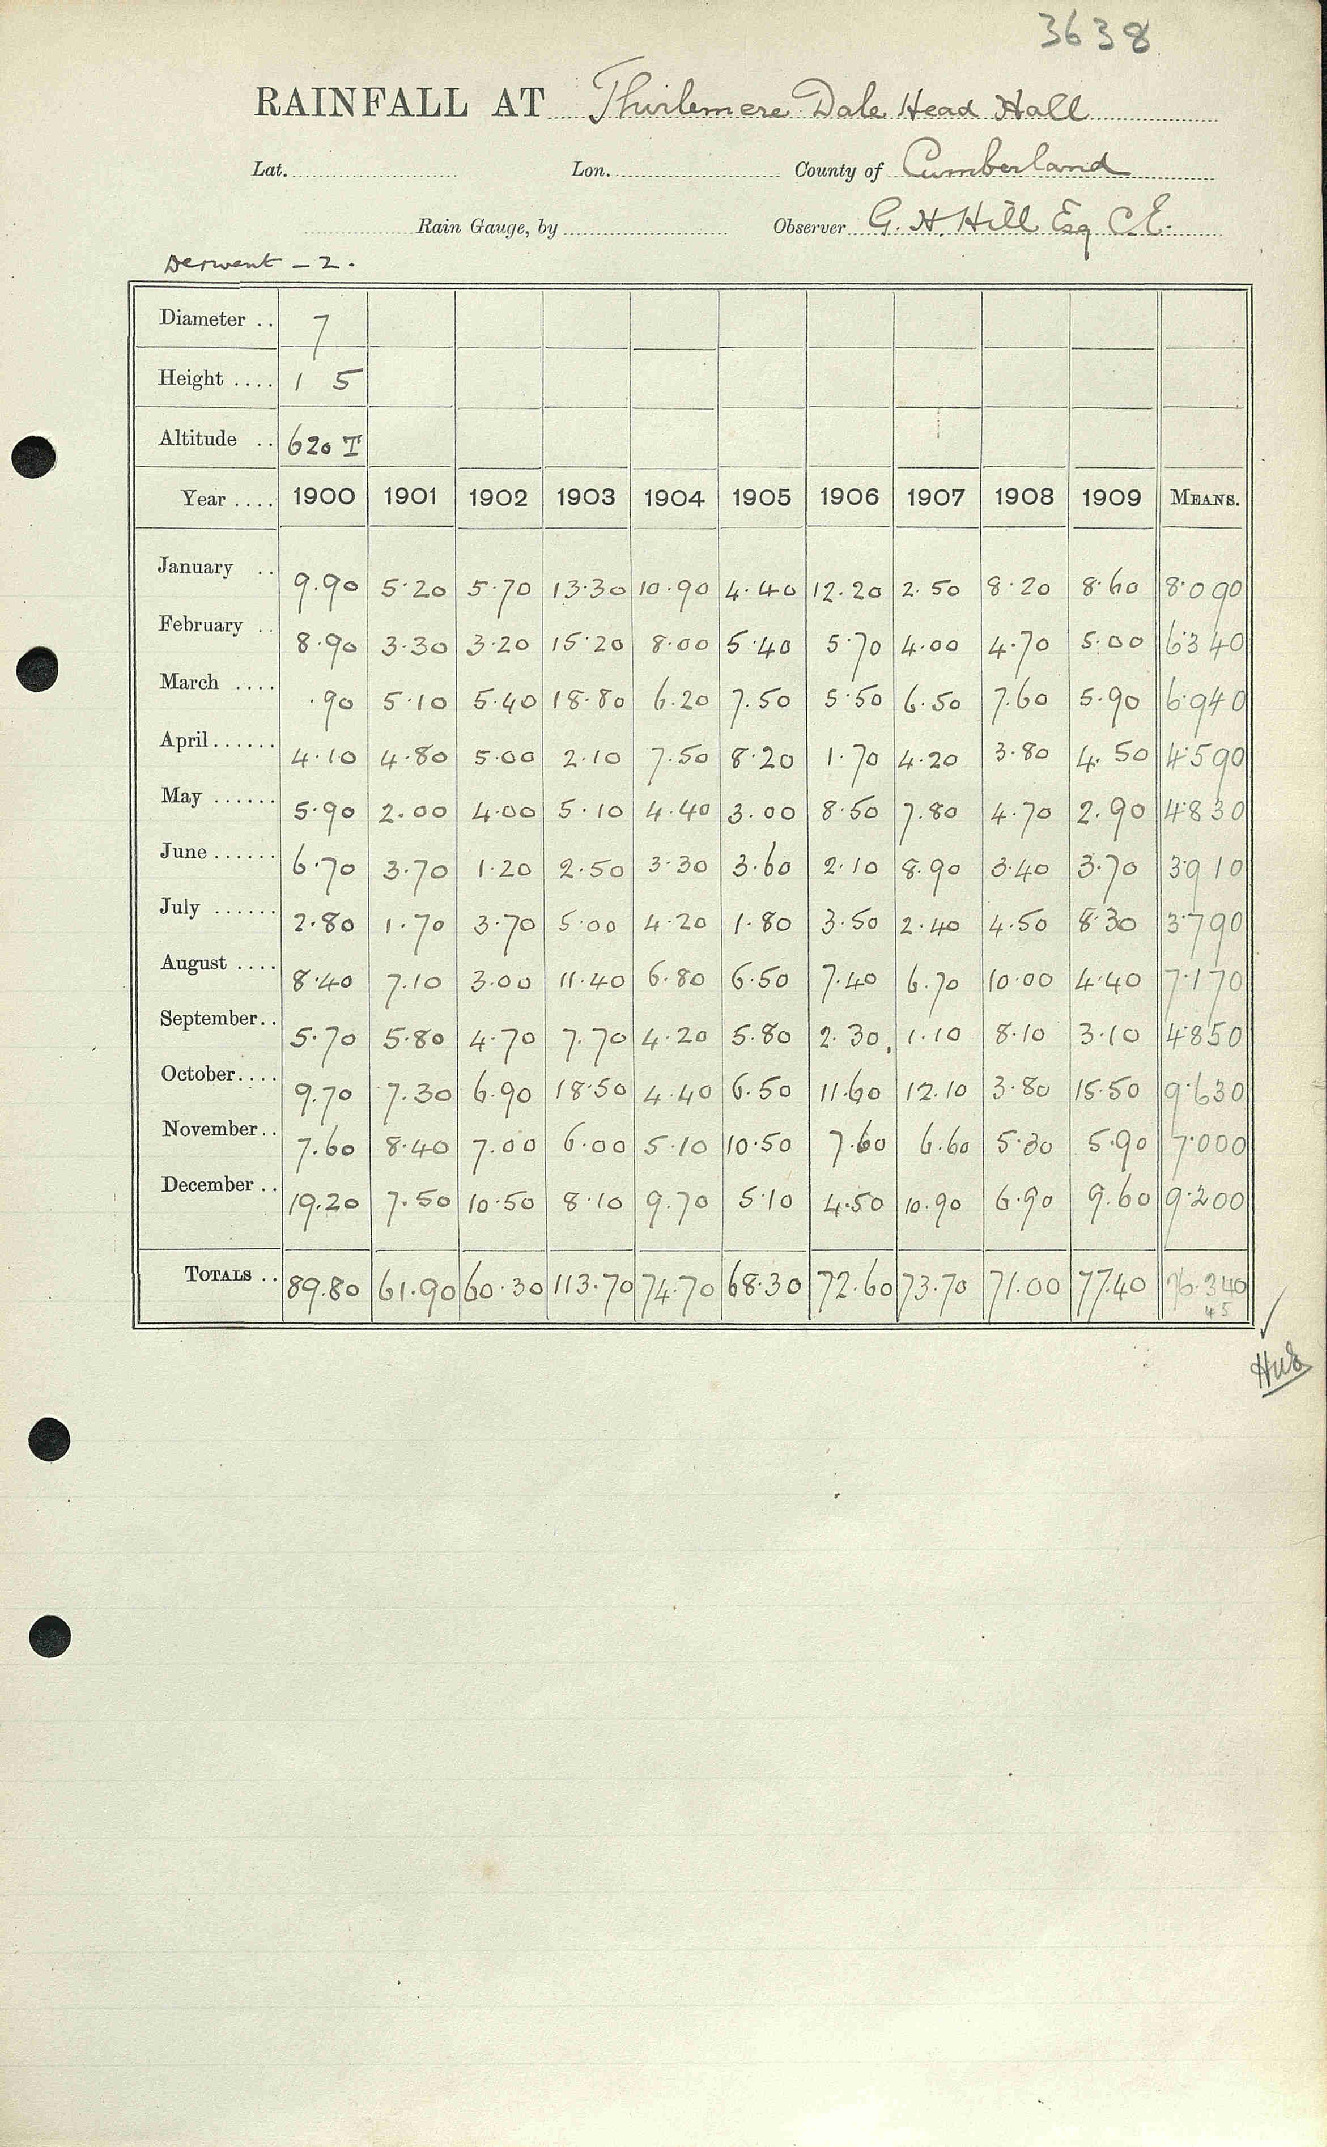 3638
RAINFALL AT Thirlemere Dale Head Hall
Lat. Lon. County of Cumberland
Rain Gauge, by Observer G. H. Hill Esq C.E.
Derwent - 2.
Diameter .. 7
Height .... 1 5
Altitude .. 620 T
Year .... 1900 1901 1902 1903 1904 1905 1906 1907 1908 1909 MEANS.
January .. 9.90 5.20 5.70 13.30 10.90 4.40 12.20 2.50 8.20 8.60 8.090
February .. 8.90 3.30 3.20 15.20 8.00 5.40 5.70 4.00 4.70 5.00 6.340
March .... .90 5.10 5.40 18.80 6.20 7.50 5.50 6.50 7.60 5.90 6.940
April...... 4.10 4.80 5.00 2.10 7.50 8.20 1.70 4.20 3.80 4.50 4.590
May ...... 5.90 2.00 4.00 5.10 4.40 3.00 8.50 7.80 4.70 2.90 4.830
June ...... 6.70 3.70 1.20 2.50 3.30 3.60 2.10 8.90 3.40 3.70 3.910
July ...... 2.80 1.70 3.70 5.00 4.20 1.80 3.50 2.40 4.50 8.30 3.790
August .... 8.40 7.10 3.00 11.40 6.80 6.50 7.40 6.70 10.00 4.40 7.170
September.. 5.70 5.80 4.70 7.70 4.20 5.80 2.30 1.10 8.10 3.10 4.850
October.... 9.70 7.30 6.90 18.50 4.40 6.50 11.60 12.10 3.80 15.50 9.630
November.. 7.60 8.40 7.00 6.00 5.10 10.50 7.60 6.60 5.30 5.90 7.000
December .. 19.20 7.50 10.50 8.10 9.70 5.10 4.50 10.90 6.90 9.60 9.200
TOTALS .. 89.80 61.90 60.30 113.70 74.70 68.30 72.60 73.70 71.00 77.40 76.340
45